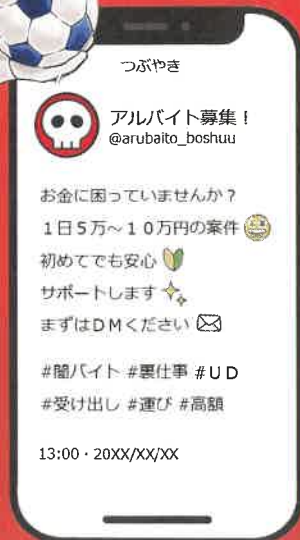 つぶやき
アルバイト募集！
@arubaito_boshuu
お金に困っていませんか？
１日５万～１０万円の案件
初めてでも安心🔰
サポートします✨
まずはＤＭください✉
#闇バイト #裏仕事 #ＵＤ
#受け出し #運び #高額
13:00・20XX/XX/XX